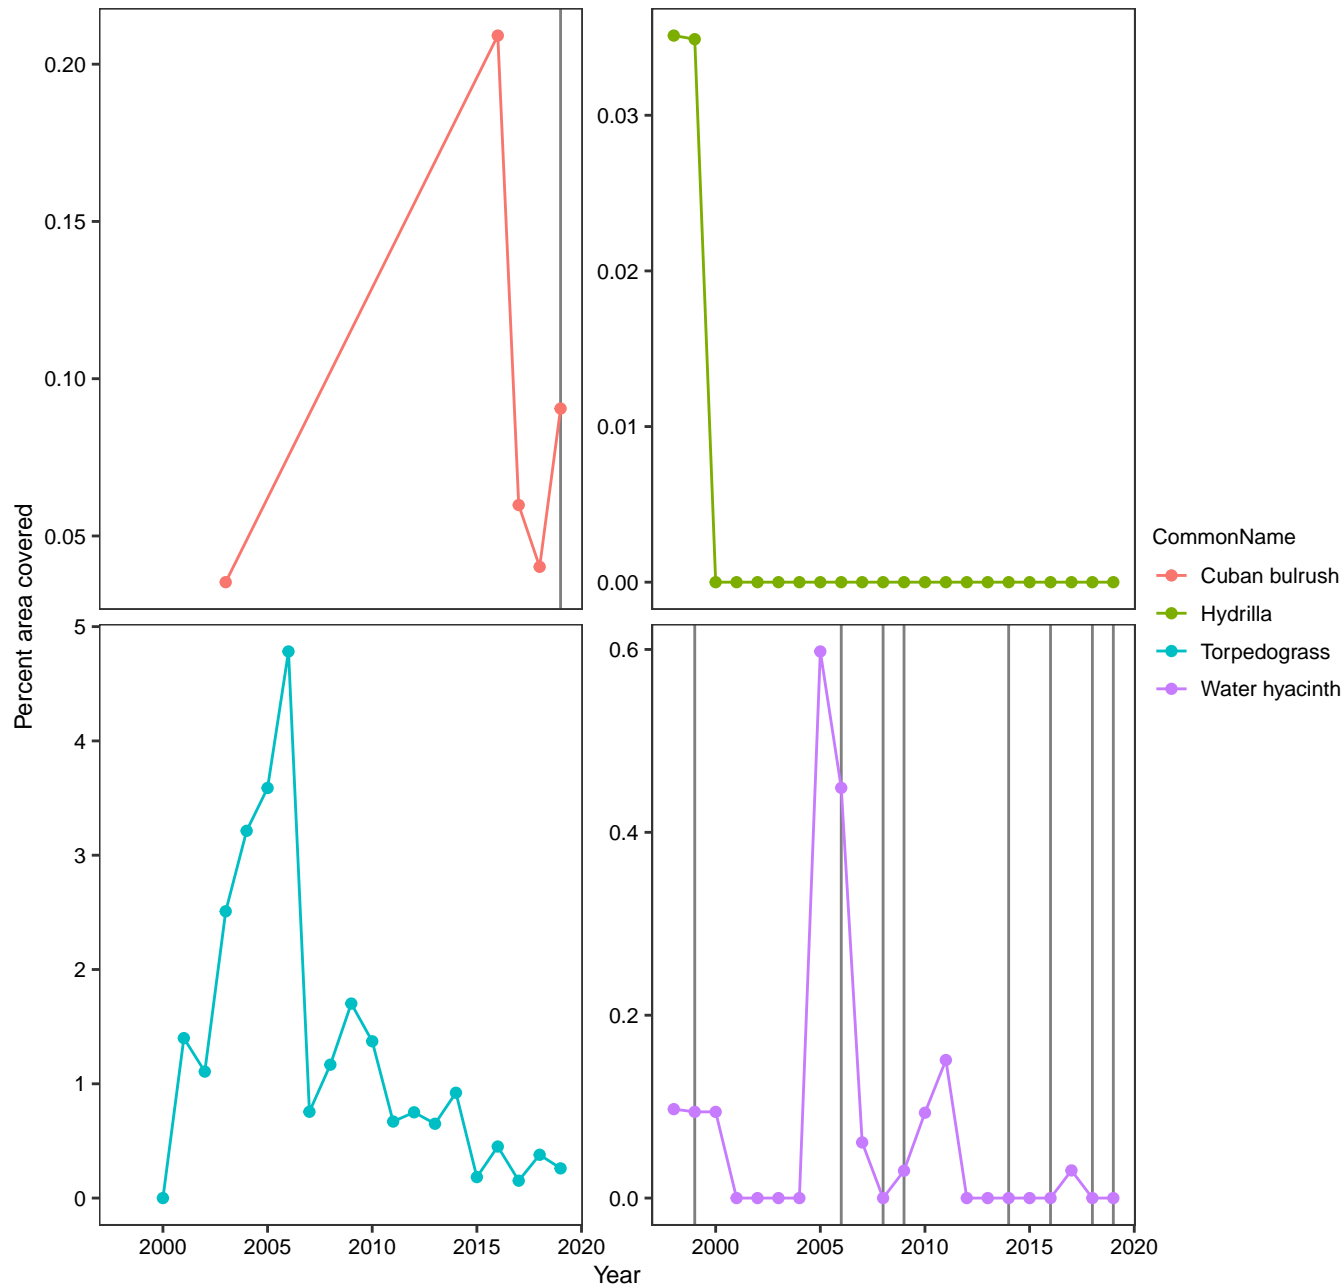 Percent area covered
0.20
0.15
0.10
0.05
0.03
0.02
0.01
0.00
5
4
3
2
1
0
0.6
0.4
0.2
0.0
2000 2005 2010 2015 2020
2000 2005 2010 2015 2020
Year
CommonName
Cuban bulrush
Hydrilla
Torpedograss
Water hyacinth